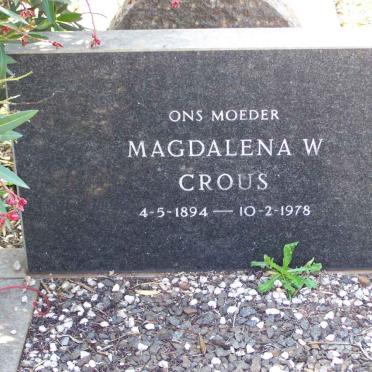 ONS MOEDER
MAGDALENA W
CROUS
4-5-1894 — 10-2-1978